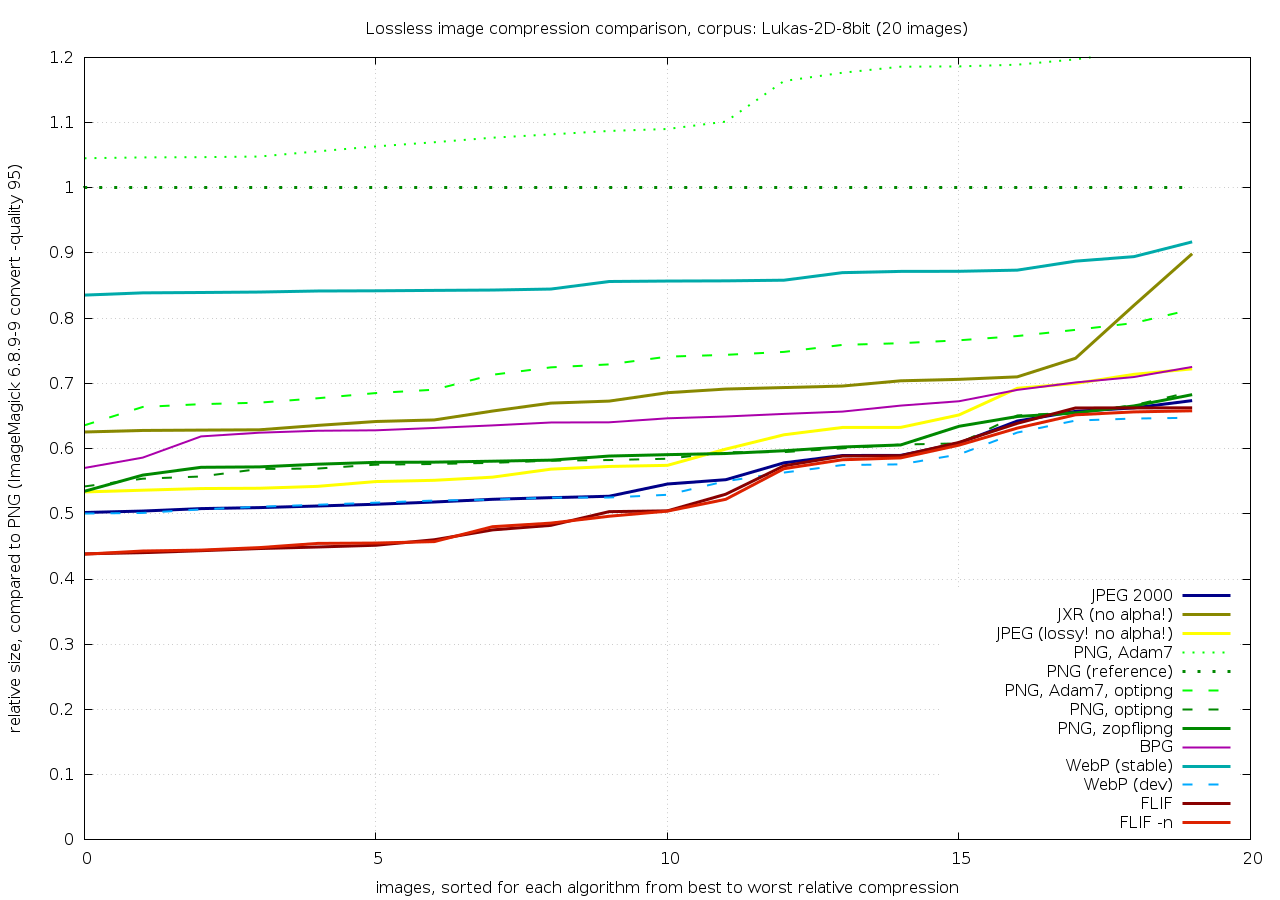 Lossless image compression comparison, corpus: Lukas-2D-8bit (20 images)
relative size, compared to PNG (ImageMagick 6.8.9-9 convert -quality 95)
1.2
1.1
1
0.9
0.8
0.7
0.6
0.5
0.4
0.3
0.2
0.1
0
JPEG 2000
JXR (no alpha!)
JPEG (lossy! no alpha!)
PNG, Adam7
PNG (reference)
PNG, Adam7, optipng
PNG, optipng
PNG, zopflipng
BPG
WebP (stable)
WebP (dev)
FLIF
FLIF -n
0 5 10 15 20
images, sorted for each algorithm from best to worst relative compression